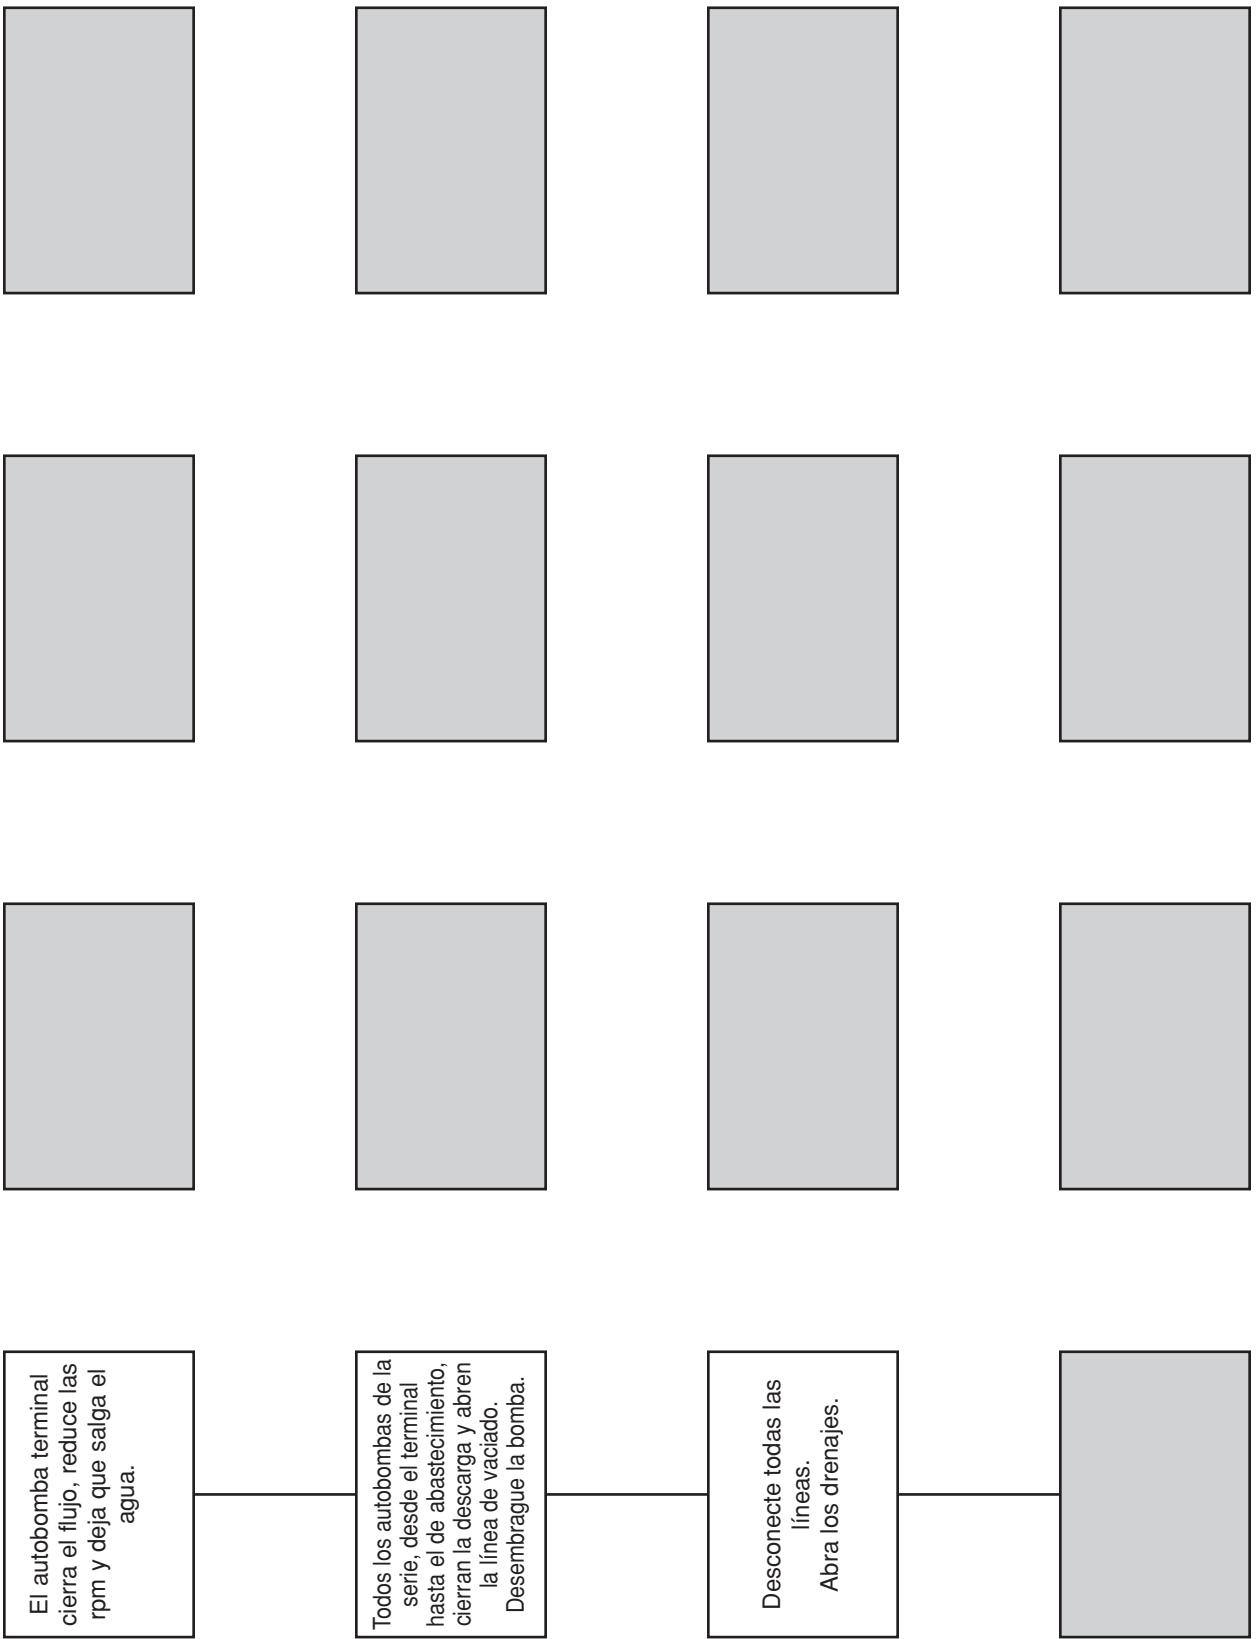 El autobomba terminal
cierra el flujo, reduce las
rpm y deja que salga el
agua.
Todos los autobombas de la
serie, desde el terminal
hasta el de abastecimiento,
cierran la descarga y abren
la línea de vaciado.
Desembrague la bomba.
Desconecte todas las
líneas.
Abra los drenajes.